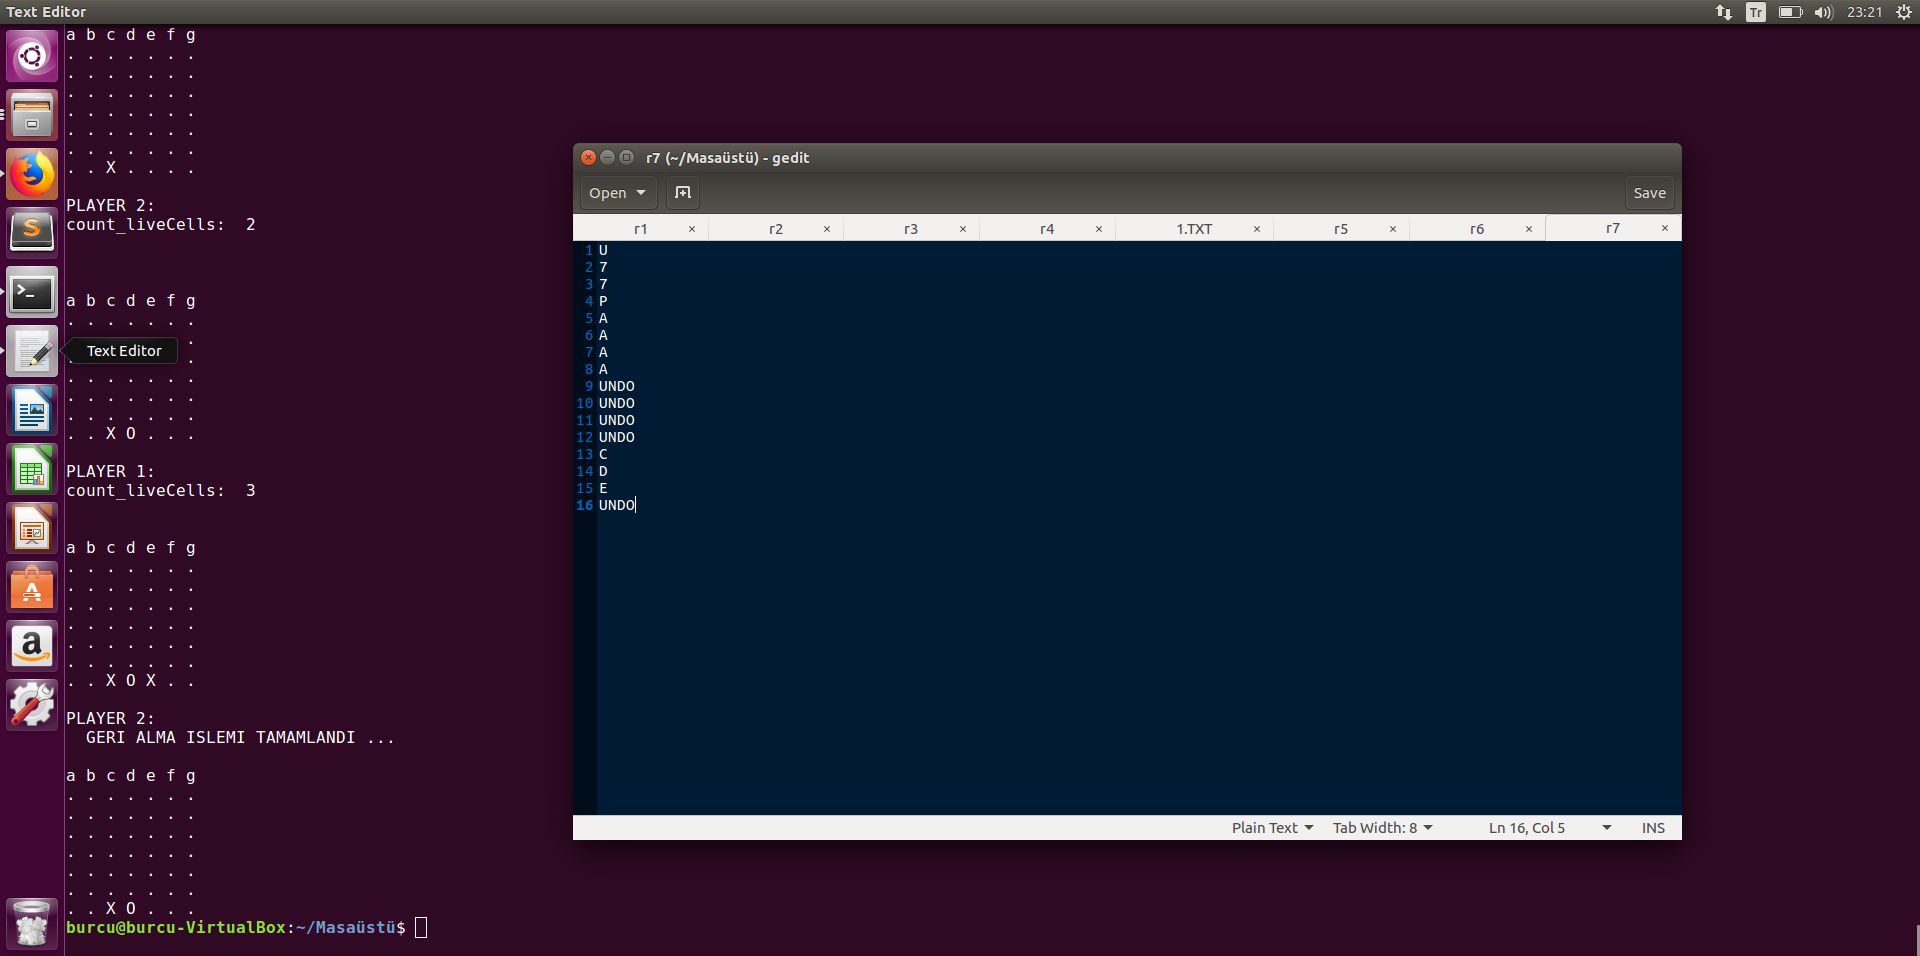 Text Editor
Tr
23:21
a b c d e f g
. . . . . . .
. . . . . . .
. . . . . . .
. . . . . . .
. . . . . . .
. . . . . . .
. . X . . . .
PLAYER 2:
count_liveCells:  2
a b c d e f g
. . . . . . .
.
Text Editor
.
. . . . . . .
. . . . . . .
. . . . . . .
. . X O . . .
PLAYER 1:
count_liveCells:  3
a b c d e f g
. . . . . . .
. . . . . . .
. . . . . . .
. . . . . . .
. . . . . . .
. . . . . . .
. . X O X . .
PLAYER 2:
  GERI ALMA ISLEMI TAMAMLANDI ...
a b c d e f g
. . . . . . .
. . . . . . .
. . . . . . .
. . . . . . .
. . . . . . .
. . . . . . .
. . X O . . .
burcu@burcu-VirtualBox:~/Masaüstü$
r7 (~/Masaüstü) - gedit
Open
Save
r1 × r2 × r3 × r4 × 1.TXT × r5 × r6 × r7 ×
1 U
2 7
3 7
4 P
5 A
6 A
7 A
8 A
9 UNDO
10 UNDO
11 UNDO
12 UNDO
13 C
14 D
15 E
16 UNDO
Plain Text Tab Width: 8 Ln 16, Col 5 INS